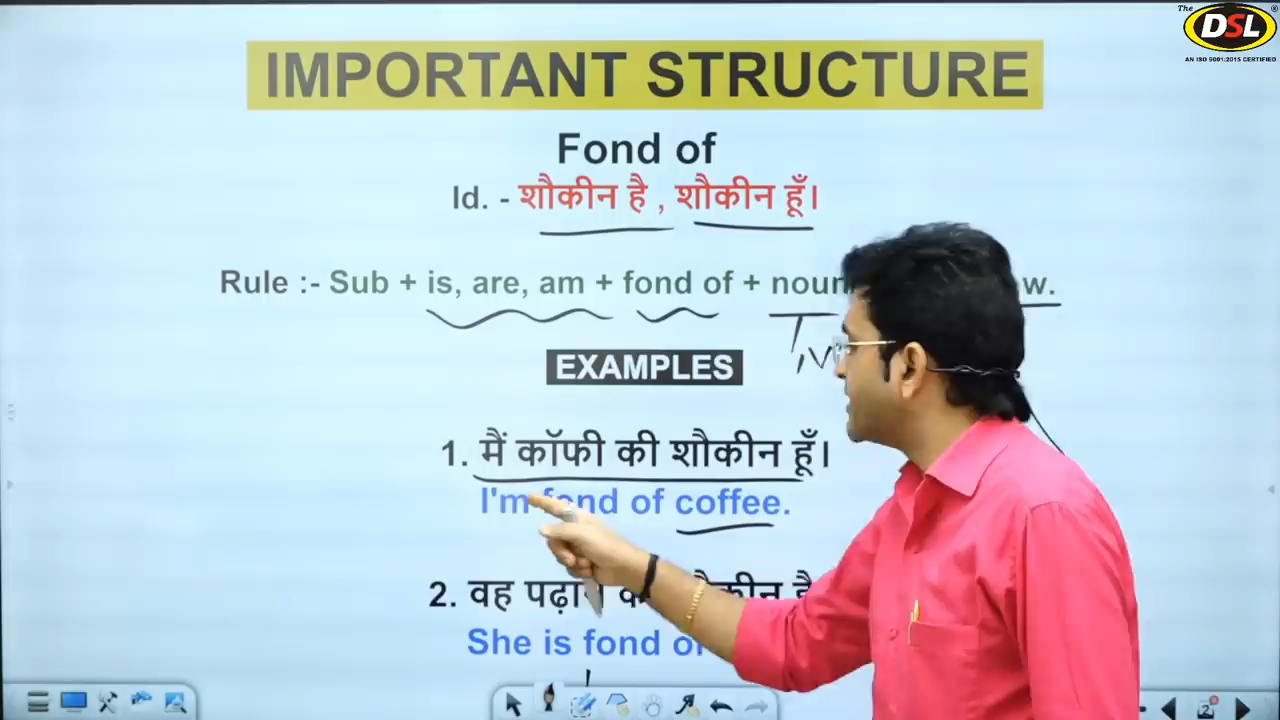 The
DSL
®
AN ISO 9001:2015 CERTIFIED
IMPORTANT STRUCTURE
Fond of
Id. - शौकीन है , शौकीन हूँ।
Rule :- Sub + is, are, am + fond of + noun w.
EXAMPLES
1. मैं कॉफी की शौकीन हूँ।
I'm fond of coffee.
2. वह
She is fond of